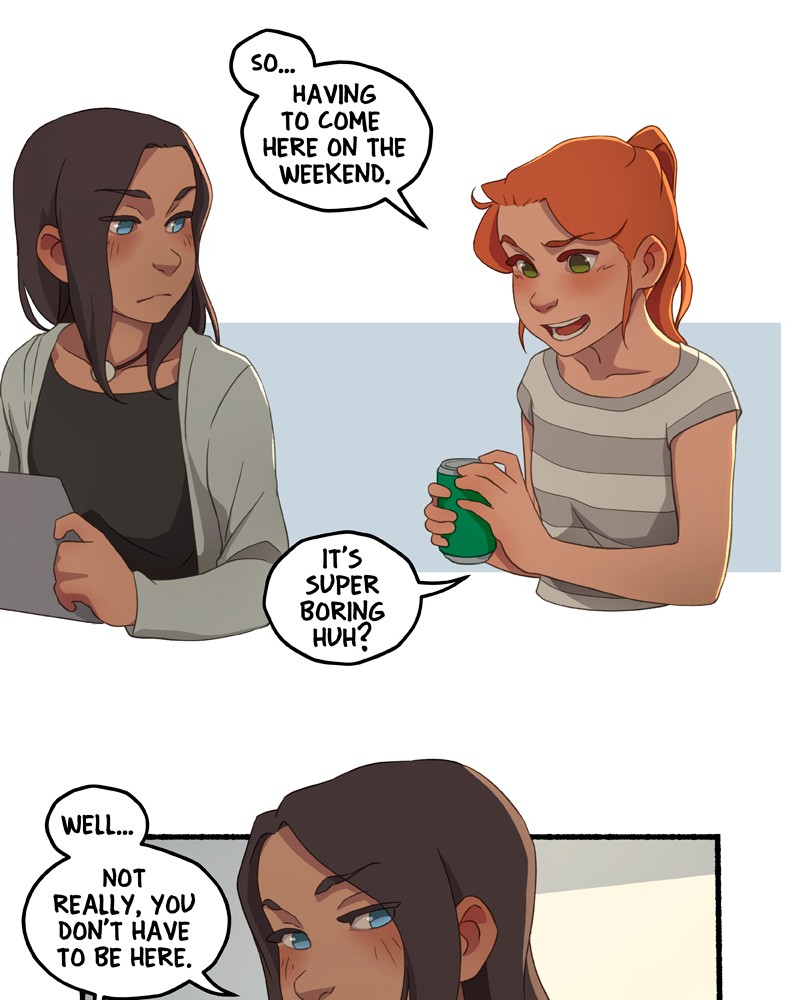 SO...
HAVING
TO COME
HERE ON THE
WEEKEND.
IT'S
SUPER
BORING
HUH?
WELL...
NOT
REALLY, YOU
DON'T HAVE
TO BE HERE.